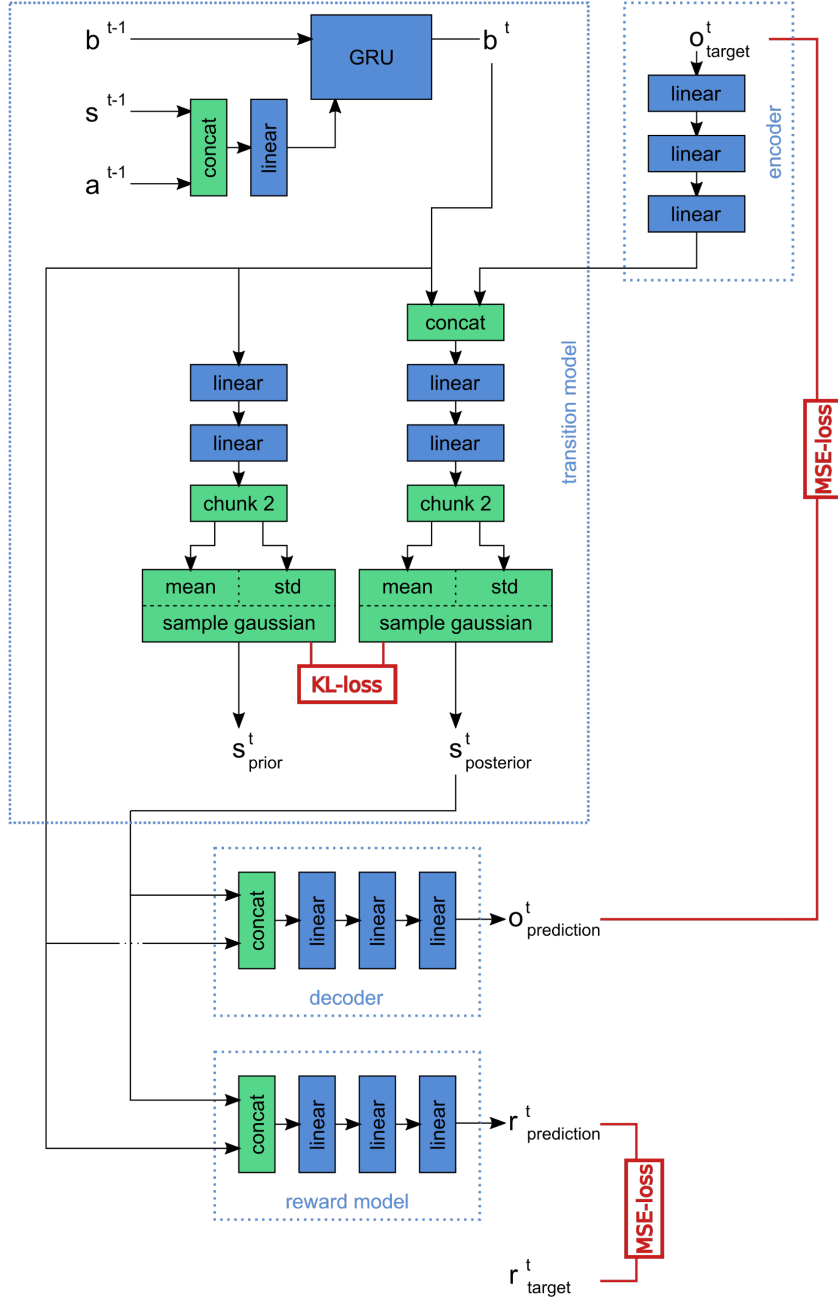 b t-1
GRU
b t
s t-1
a t-1
concat
linear
o t target
linear
linear
linear
encoder
concat
linear
linear
linear
linear
chunk 2
chunk 2
transition model
mean
std
sample gaussian
mean
std
sample gaussian
KL-loss
s t prior
s t posterior
MSE-loss
concat
linear
linear
linear
o t prediction
decoder
concat
linear
linear
linear
r t prediction
reward model
MSE-loss
r t target